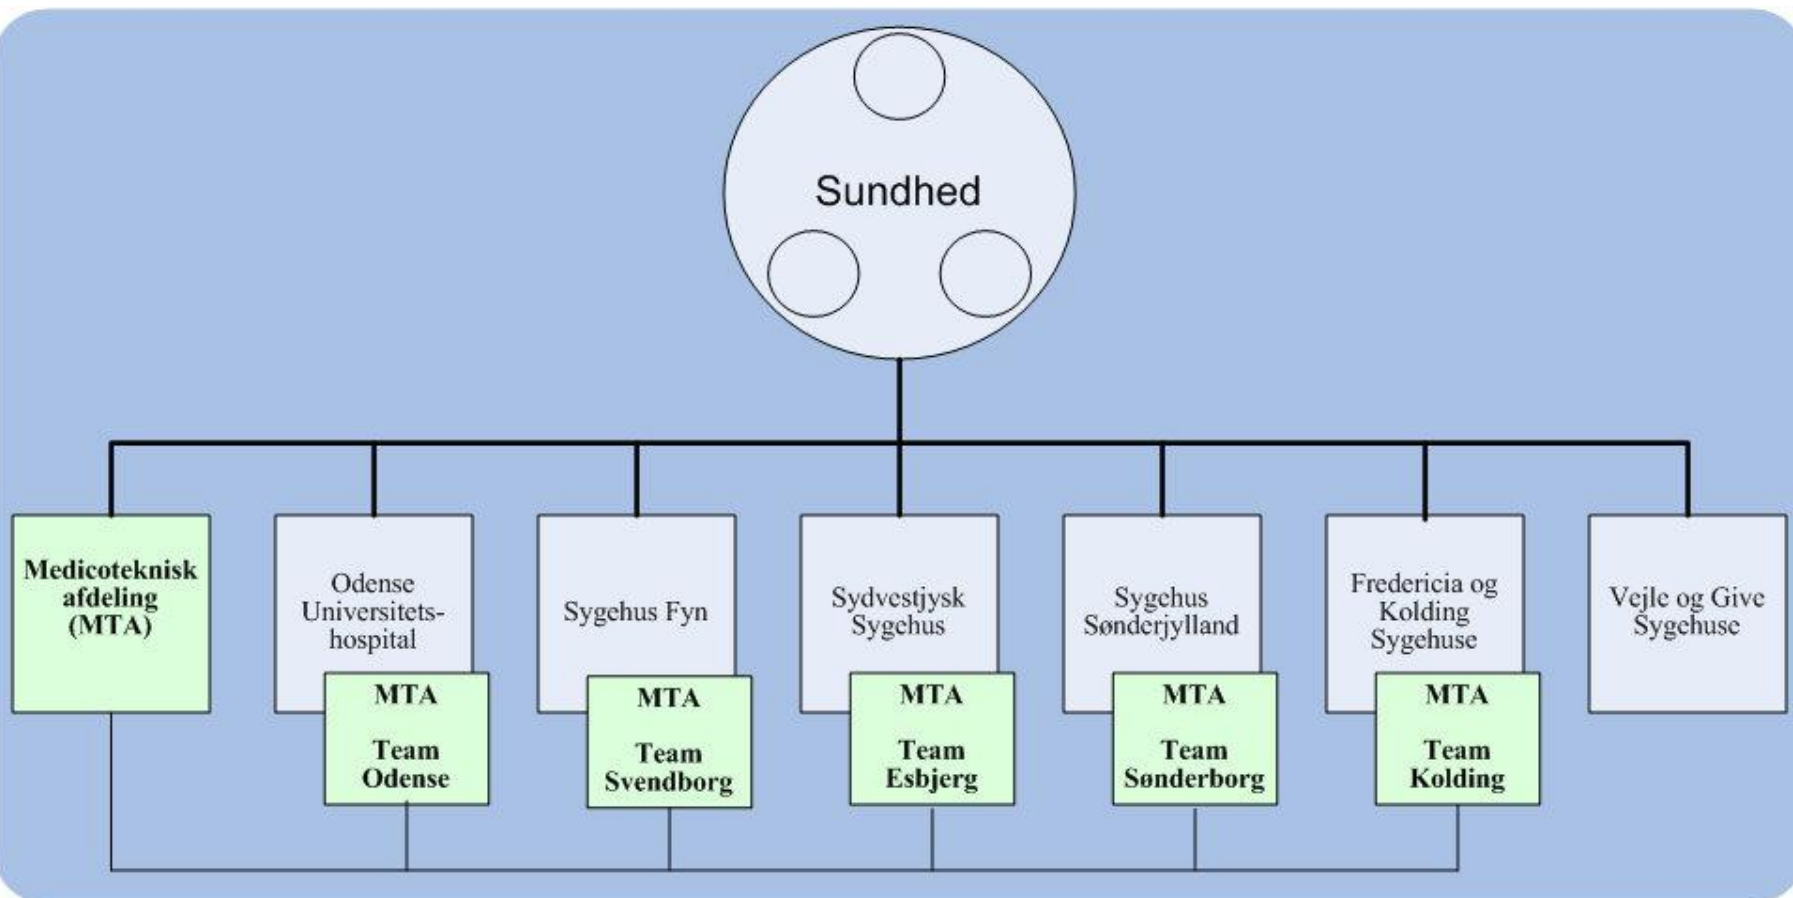 Sundhed
Medicoteknisk
afdeling
(MTA)
Odense
Universitets-
hospital
MTA
Team
Odense
Sygehus Fyn
MTA
Team
Svendborg
Sydvestjysk
Sygehus
MTA
Team
Esbjerg
Sygehus
Sønderjylland
MTA
Team
Sønderborg
Fredericia og
Kolding
Sygehuse
MTA
Team
Kolding
Vejle og Give
Sygehuse